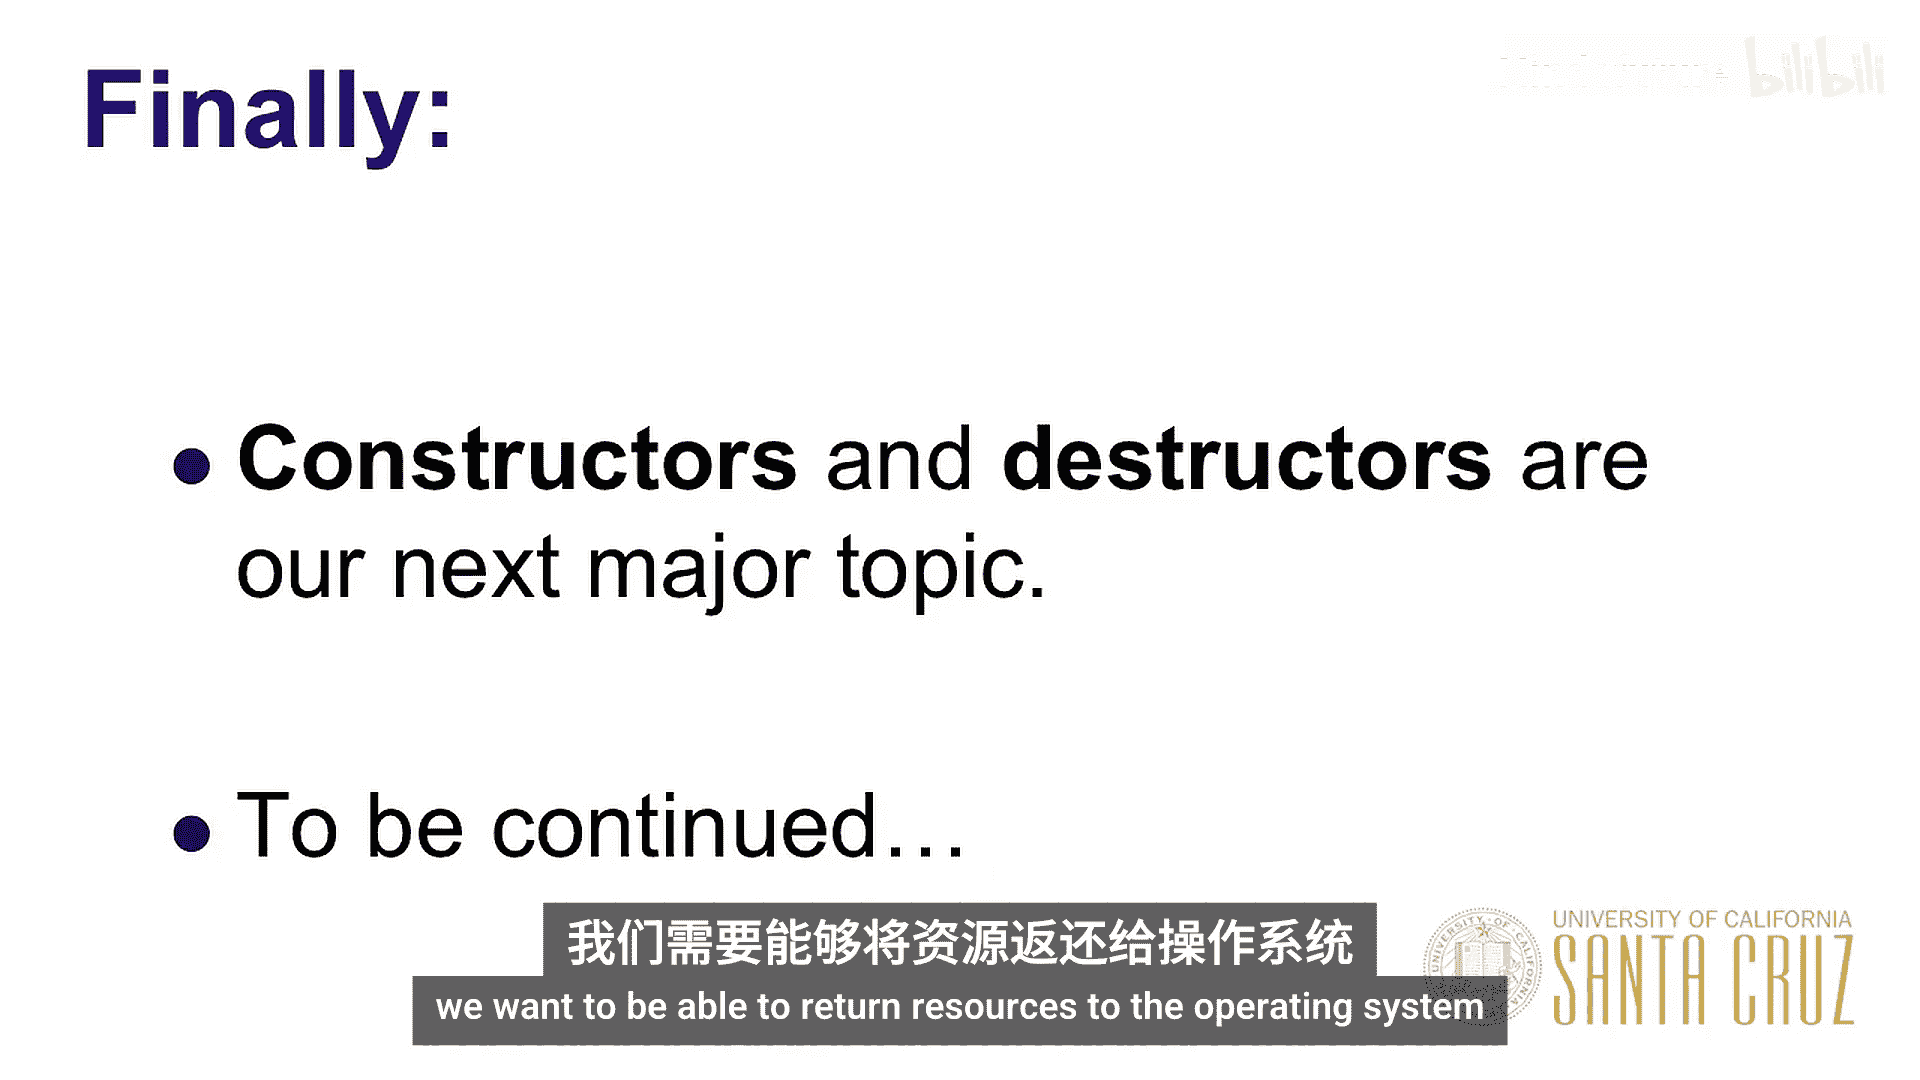 Finally:
bilibili
Constructors and destructors are
our next major topic.
To be continued…
我们需要能够将资源返还给操作系统
we want to be able to return resources to the operating system
UNIVERSITY OF CALIFORNIA
SANTA CRUZ